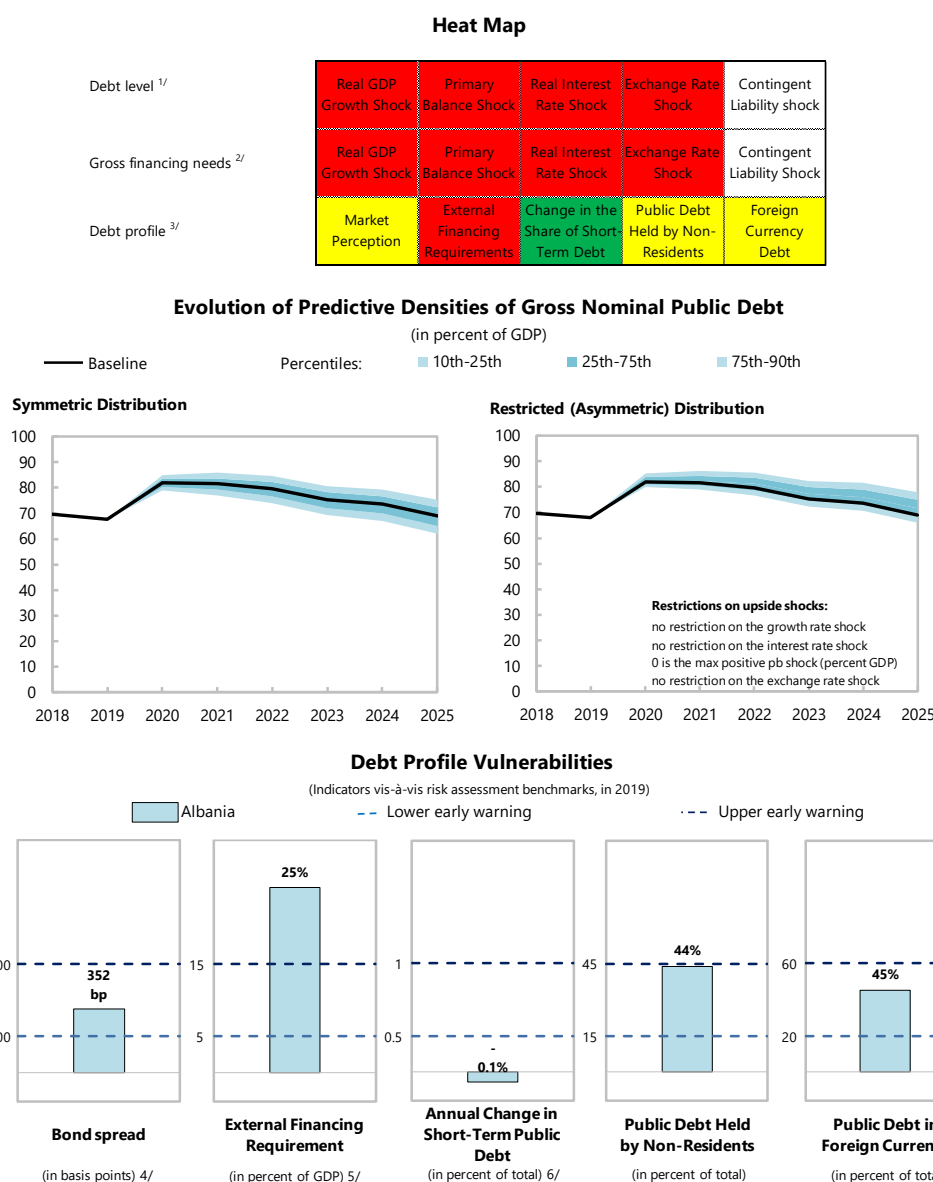 Heat Map
Debt level 1/
Real GDP Growth Shock
Primary Balance Shock
Real Interest Rate Shock
Exchange Rate Shock
Contingent Liability shock
Gross financing needs 2/
Real GDP Growth Shock
Primary Balance Shock
Real Interest Rate Shock
Exchange Rate Shock
Contingent Liability Shock
Debt profile 3/
Market Perception
External Financing Requirements
Change in the Share of Short-Term Debt
Public Debt Held by Non-Residents
Foreign Currency Debt
Evolution of Predictive Densities of Gross Nominal Public Debt
(in percent of GDP)
Baseline
Percentiles:
10th-25th
25th-75th
75th-90th
Symmetric Distribution
100
90
80
70
60
50
40
30
20
10
0
2018 2019 2020 2021 2022 2023 2024 2025
Restricted (Asymmetric) Distribution
100
90
80
70
60
50
40
30
20
10
0
Restrictions on upside shocks:
no restriction on the growth rate shock
no restriction on the interest rate shock
0 is the max positive pb shock (percent GDP)
no restriction on the exchange rate shock
2018 2019 2020 2021 2022 2023 2024 2025
Debt Profile Vulnerabilities
(Indicators vis-à-vis risk assessment benchmarks, in 2019)
Albania
Lower early warning
Upper early warning
00
00
352
bp
Bond spread
(in basis points) 4/
15
5
25%
External Financing
Requirement
(in percent of GDP) 5/
1
0.5
-
0.1%
Annual Change in
Short-Term Public
Debt
(in percent of total) 6/
45
15
44%
Public Debt Held
by Non-Residents
(in percent of total)
60
20
45%
Public Debt in
Foreign Curren
(in percent of tota